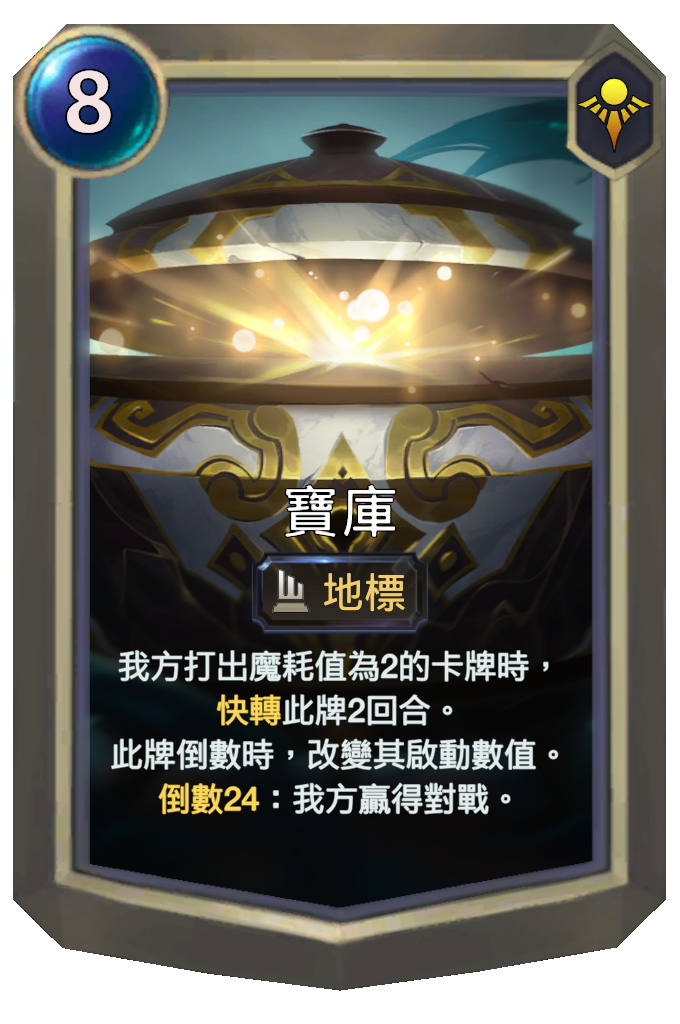 8
寶庫
地標
我方打出魔耗值為2的卡牌時，
快轉此牌2回合。
此牌倒數時，改變其啟動數值。
倒數24：我方贏得對戰。